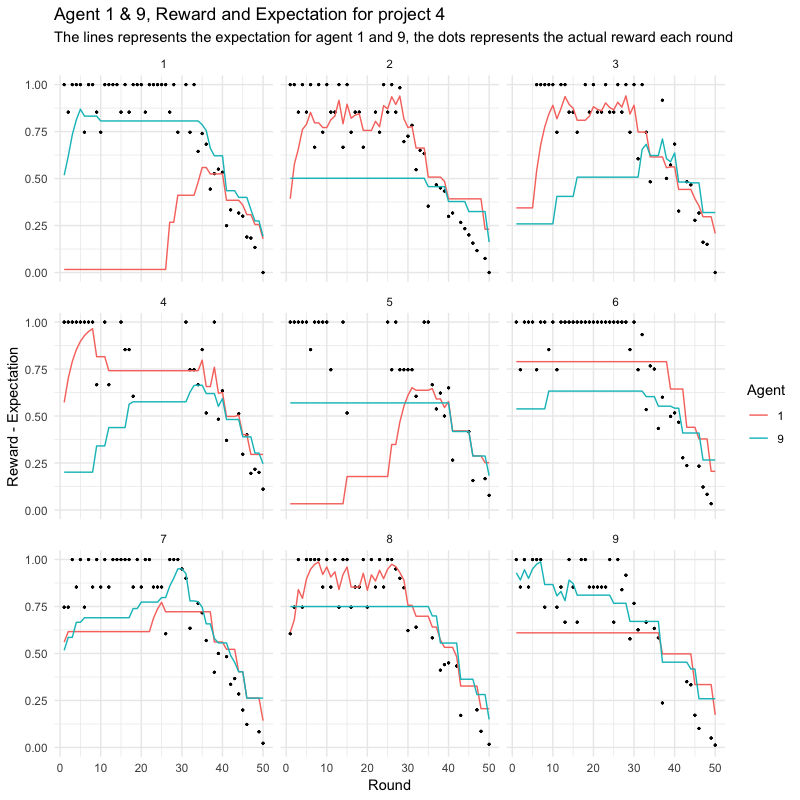 Agent 1 & 9, Reward and Expectation for project 4
The lines represents the expectation for agent 1 and 9, the dots represents the actual reward each round
1 2 3
1.00
0.75
0.50
0.25
0.00
4 5 6
1.00
0.75
0.50
0.25
0.00
7 8 9
1.00
0.75
0.50
0.25
0.00
0 10 20 30 40 50 0 10 20 30 40 50 0 10 20 30 40 50
Round
Reward - Expectation
Agent
1
9